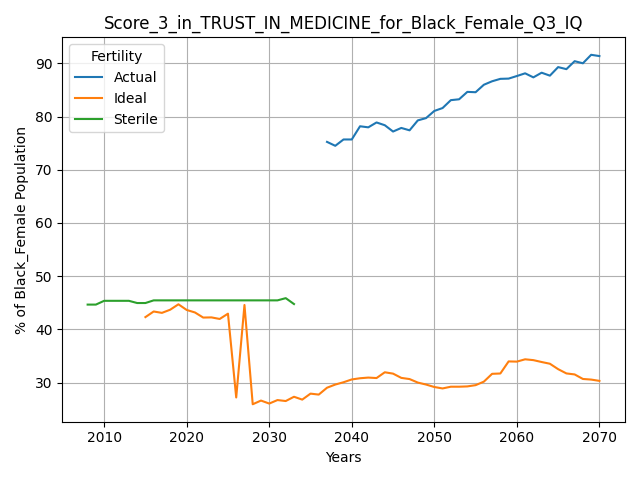 Score_3_in_TRUST_IN_MEDICINE_for_Black_Female_Q3_IQ
Fertility
Actual
Ideal
Sterile
% of Black_Female Population
90
80
70
60
50
40
30
2010
2020
2030
2040
2050
2060
2070
Years